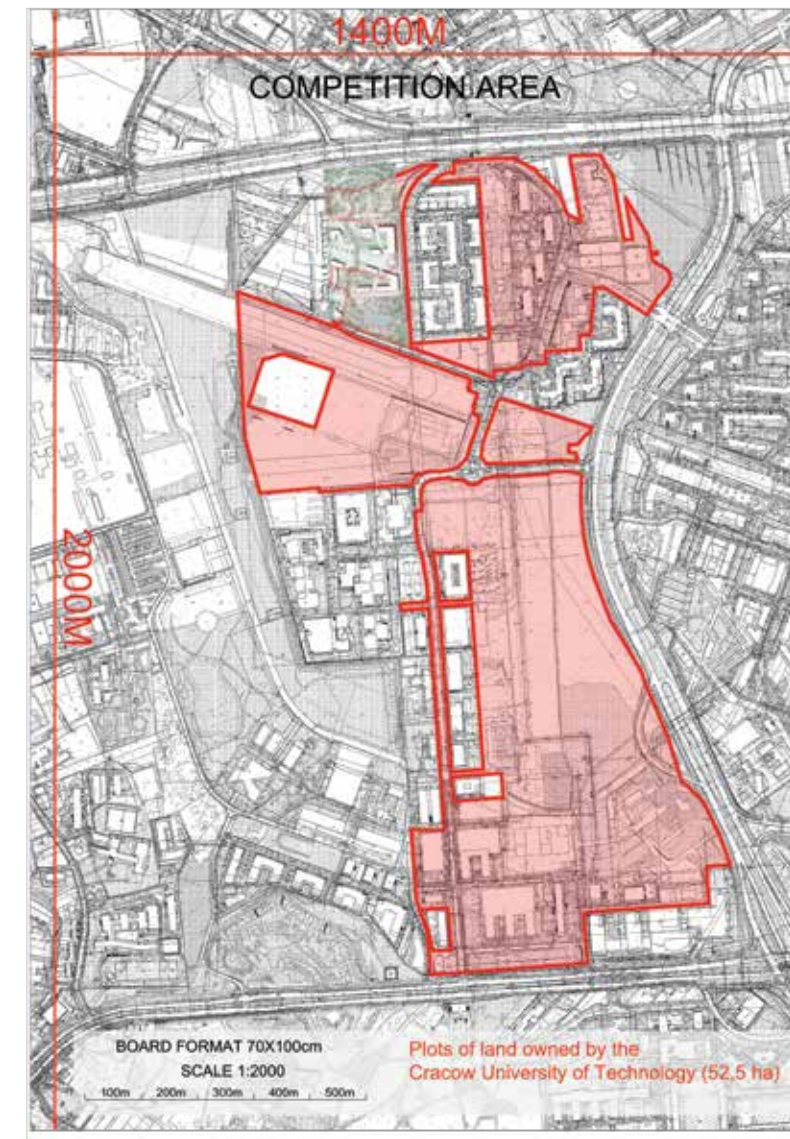 1400M
COMPETITION AREA
2000M
BOARD FORMAT 70X100cm
SCALE 1:2000
100m 200m 300m 400m 500m
Plots of land owned by the
Cracow University of Technology (52,5 ha)